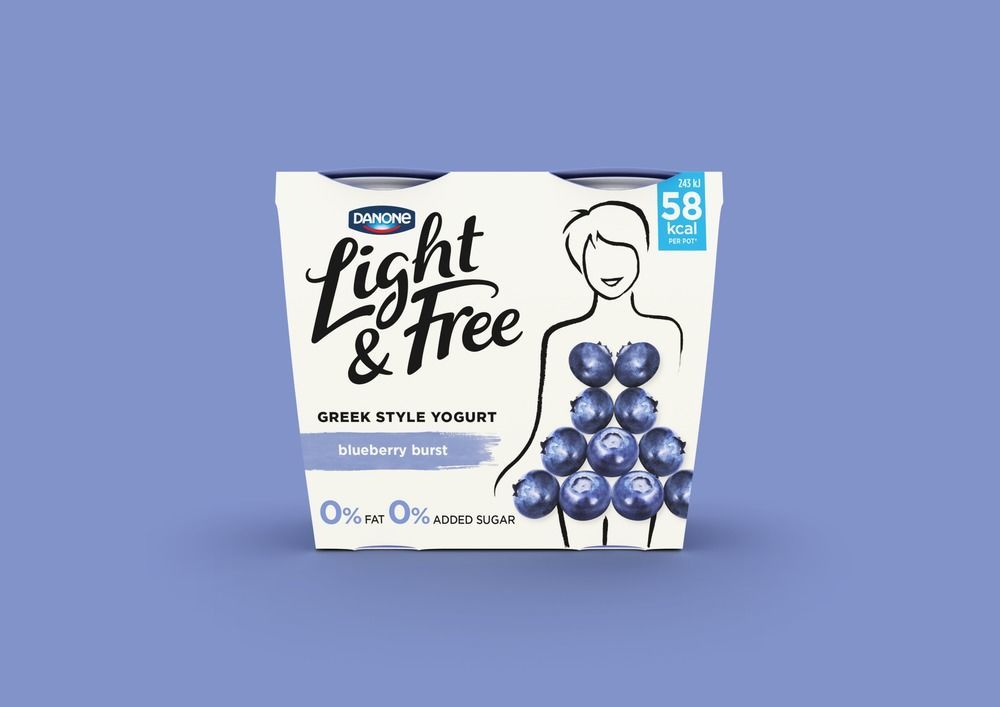 DANONE
Light
& Free
GREEK STYLE YOGURT
blueberry burst
0% FAT 0% ADDED SUGAR
243 kJ
58
kcal
PER POT*